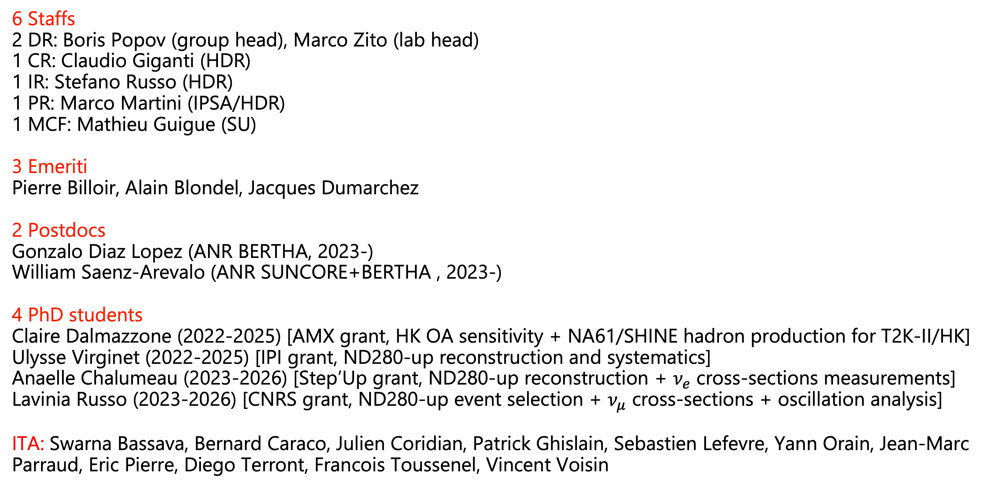 6 Staffs
2 DR: Boris Popov (group head), Marco Zito (lab head)
1 CR: Claudio Giganti (HDR)
1 IR: Stefano Russo (HDR)
1 PR: Marco Martini (IPSA/HDR)
1 MCF: Mathieu Guigue (SU)
3 Emeriti
Pierre Billoir, Alain Blondel, Jacques Dumarchez
2 Postdocs
Gonzalo Diaz Lopez (ANR BERTHA, 2023-)
William Saenz-Arevalo (ANR SUNCORE+BERTHA , 2023-)
4 PhD students
Claire Dalmazzone (2022-2025) [AMX grant, HK OA sensitivity + NA61/SHINE hadron production for T2K-II/HK]
Ulysse Virginet (2022-2025) [IPI grant, ND280-up reconstruction and systematics]
Anaelle Chalumeau (2023-2026) [Step’Up grant, ND280-up reconstruction + νₑ cross-sections measurements]
Lavinia Russo (2023-2026) [CNRS grant, ND280-up event selection + ν_μ cross-sections + oscillation analysis]
ITA: Swarna Bassava, Bernard Caraco, Julien Coridian, Patrick Ghislain, Sebastien Lefevre, Yann Orain, Jean-Marc
Parraud, Eric Pierre, Diego Terront, Francois Toussenel, Vincent Voisin